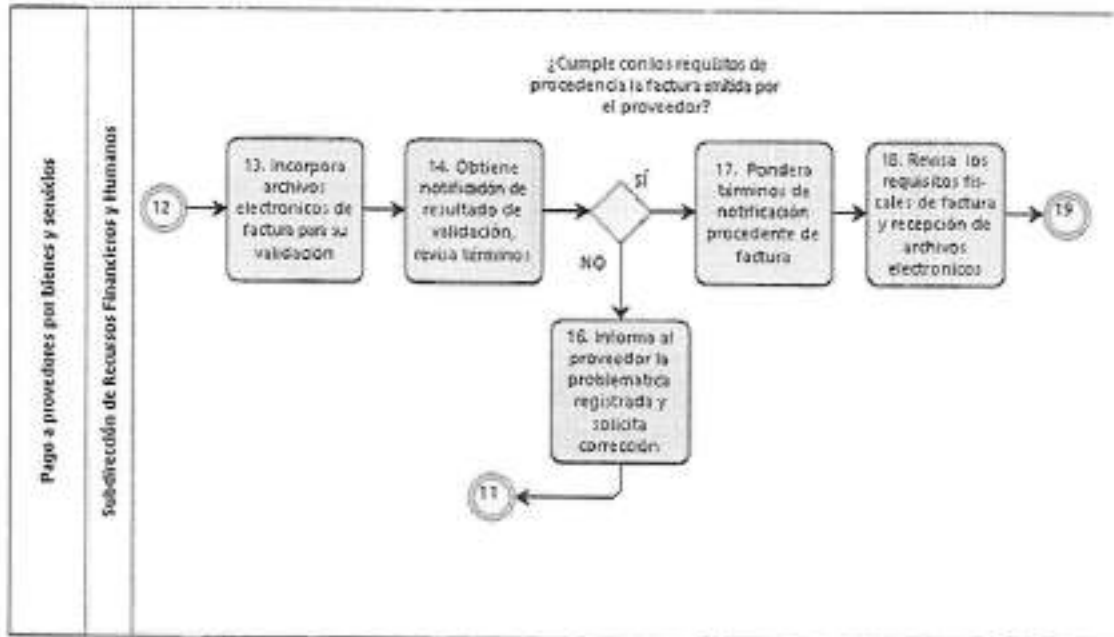 Pago a provedores por bienes y servicios
Subdirección de Recursos Financieros y Humanos
¿Cumple con los requisitos de
procedencia la factura emitida por
el proveedor?
12
13. Incorpora
archivos
electronicos de
factura para su
validación
14. Obtiene
notificación de
resultado de
validación,
revisa términos
SÍ
NO
17. Pondera
términos de
notificación
procedente de
factura
18. Revisa los
requisitos fis-
cales de factura
y recepción de
archivos
electronicos
19
16. Informa al
proveedor la
problematica
registrada y
solicita
corrección
11